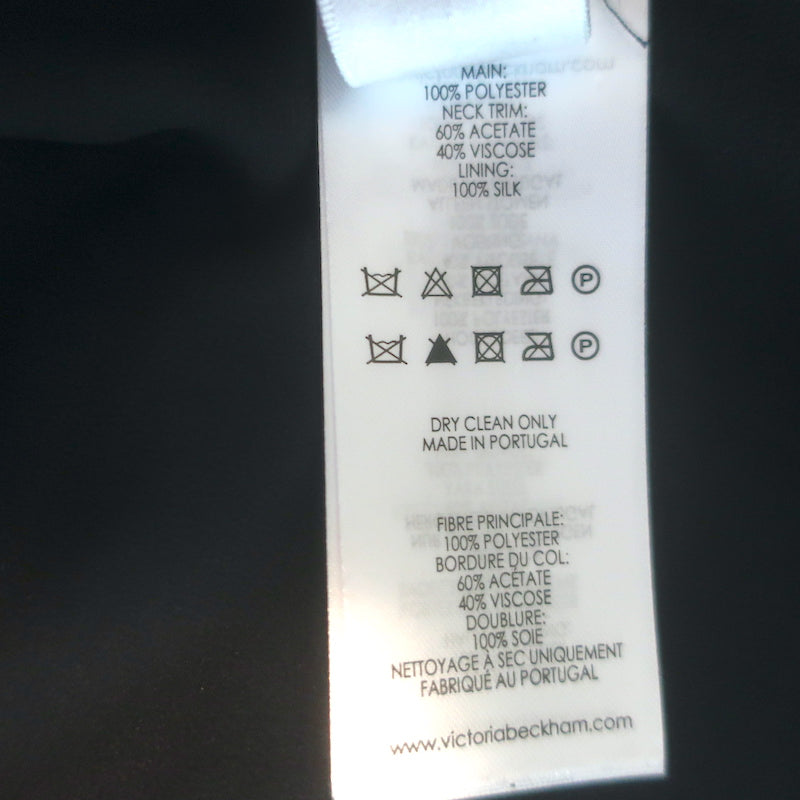 MAIN:
100% POLYESTER
NECK TRIM:
60% ACETATE
40% VISCOSE
LINING:
100% SILK
P
P
DRY CLEAN ONLY
MADE IN PORTUGAL
FIBRE PRINCIPALE:
100% POLYESTER
BORDURE DU COL:
60% ACÉTATE
40% VISCOSE
DOUBLURE:
100% SOIE
NETTOYAGE À SEC UNIQUEMENT
FABRIQUÉ AU PORTUGAL
www.victoriabeckham.com